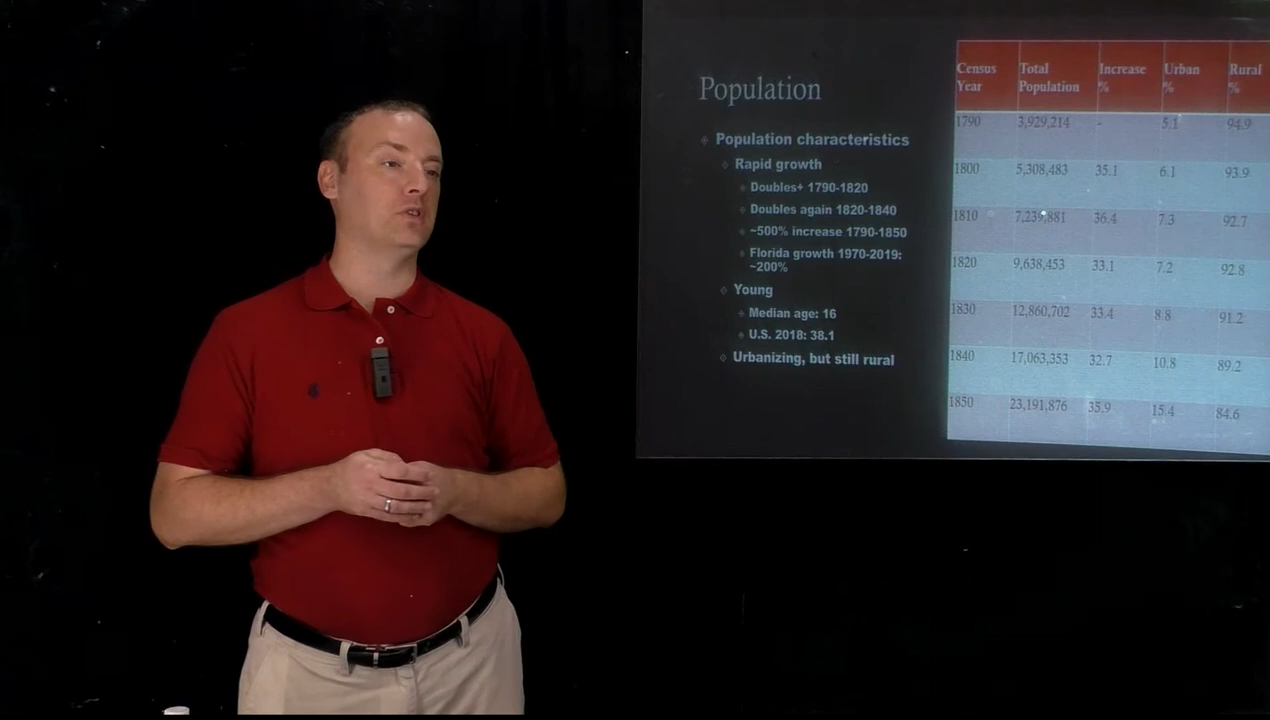 Population
Population characteristics
Rapid growth
Doubles+ 1790-1820
Doubles again 1820-1840
~500% increase 1790-1850
Florida growth 1970-2019:
~200%
Young
Median age: 16
U.S. 2018: 38.1
Urbanizing, but still rural
Census Year Total Population Increase % Urban % Rural %
1790 3,929,214 - 5.1 94.9
1800 5,308,483 35.1 6.1 93.9
1810 7,239,881 36.4 7.3 92.7
1820 9,638,453 33.1 7.2 92.8
1830 12,860,702 33.4 8.8 91.2
1840 17,063,353 32.7 10.8 89.2
1850 23,191,876 35.9 15.4 84.6